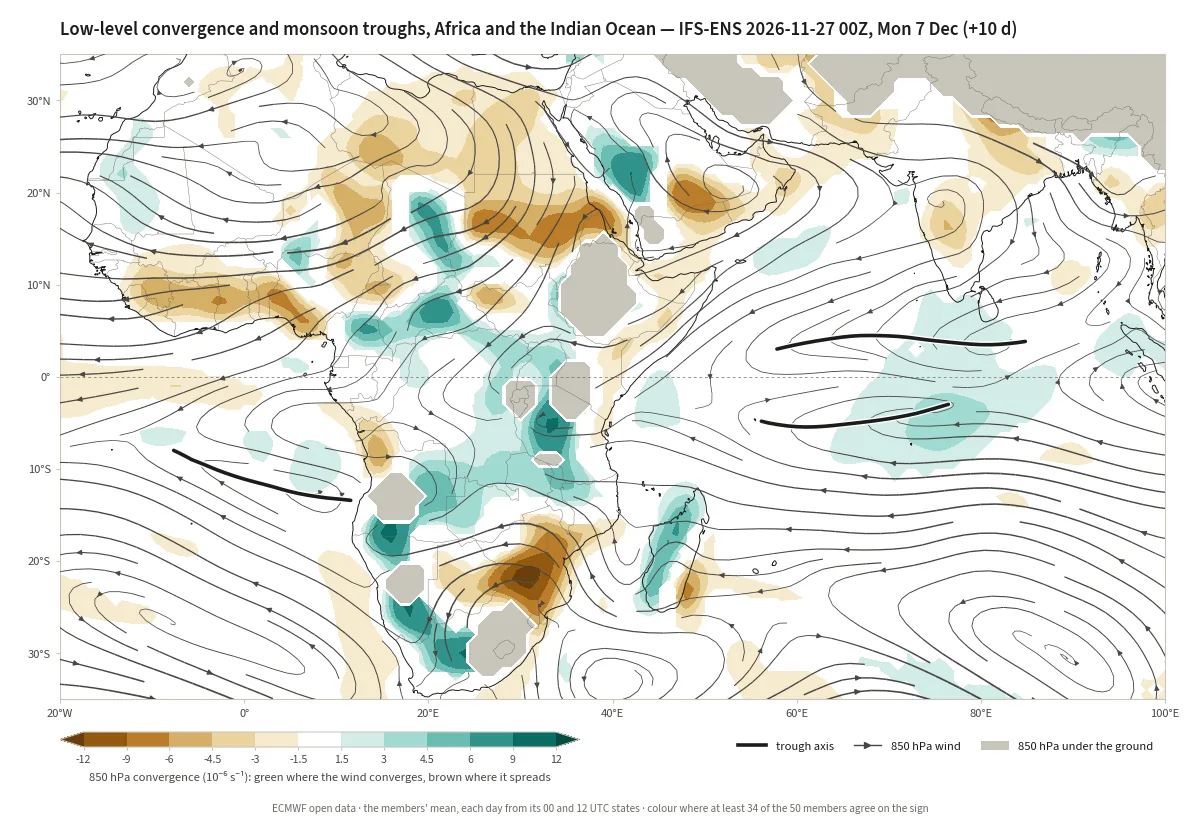 Low-level convergence and monsoon troughs, Africa and the Indian Ocean — IFS-ENS 2026-11-27 00Z, Mon 7 Dec (+10 d)
30°N
20°N
10°N
0°
10°S
20°S
30°S
20°W 0° 20°E 40°E 60°E 80°E 100°E
-12 -9 -6 -4.5 -3 -1.5 1.5 3 4.5 6 9 12
850 hPa convergence (10⁻⁶ s⁻¹): green where the wind converges, brown where it spreads
trough axis 850 hPa wind 850 hPa under the ground
ECMWF open data · the members' mean, each day from its 00 and 12 UTC states · colour where at least 34 of the 50 members agree on the sign